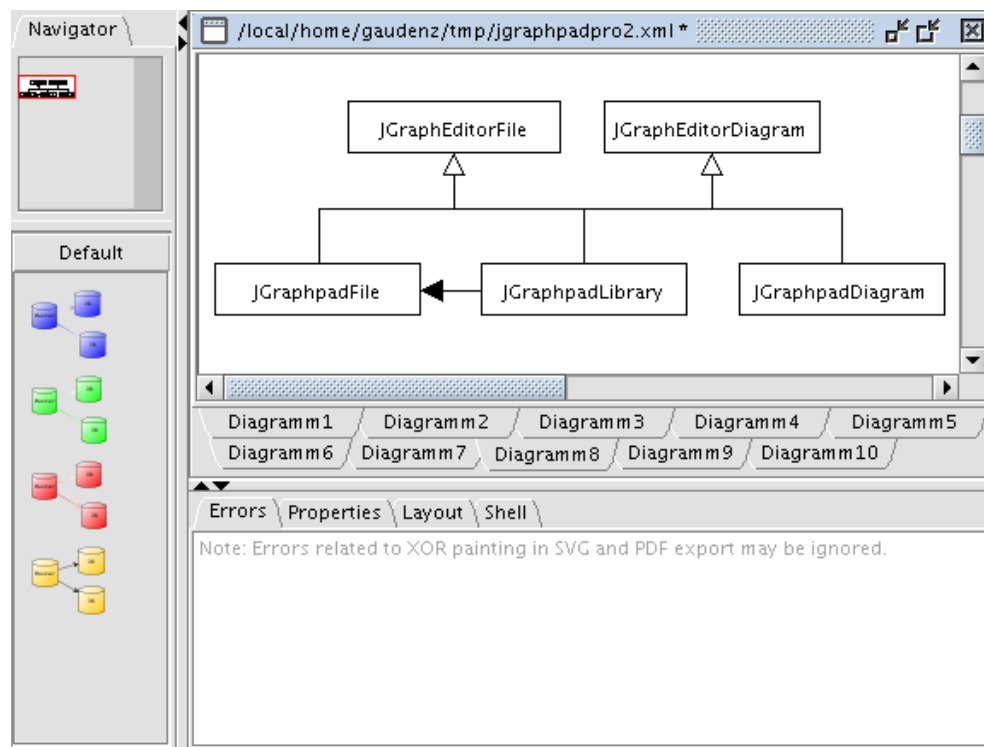 Navigator
/local/home/gaudenz/tmp/jgraphpadpro2.xml *
JGraphEditorFile JGraphEditorDiagram
JGraphpadFile JGraphpadLibrary JGraphpadDiagram
Default
Diagramm1 Diagramm2 Diagramm3 Diagramm4 Diagramm5
Diagramm6 Diagramm7 Diagramm8 Diagramm9 Diagramm10
Errors Properties Layout Shell
Note: Errors related to XOR painting in SVG and PDF export may be ignored.